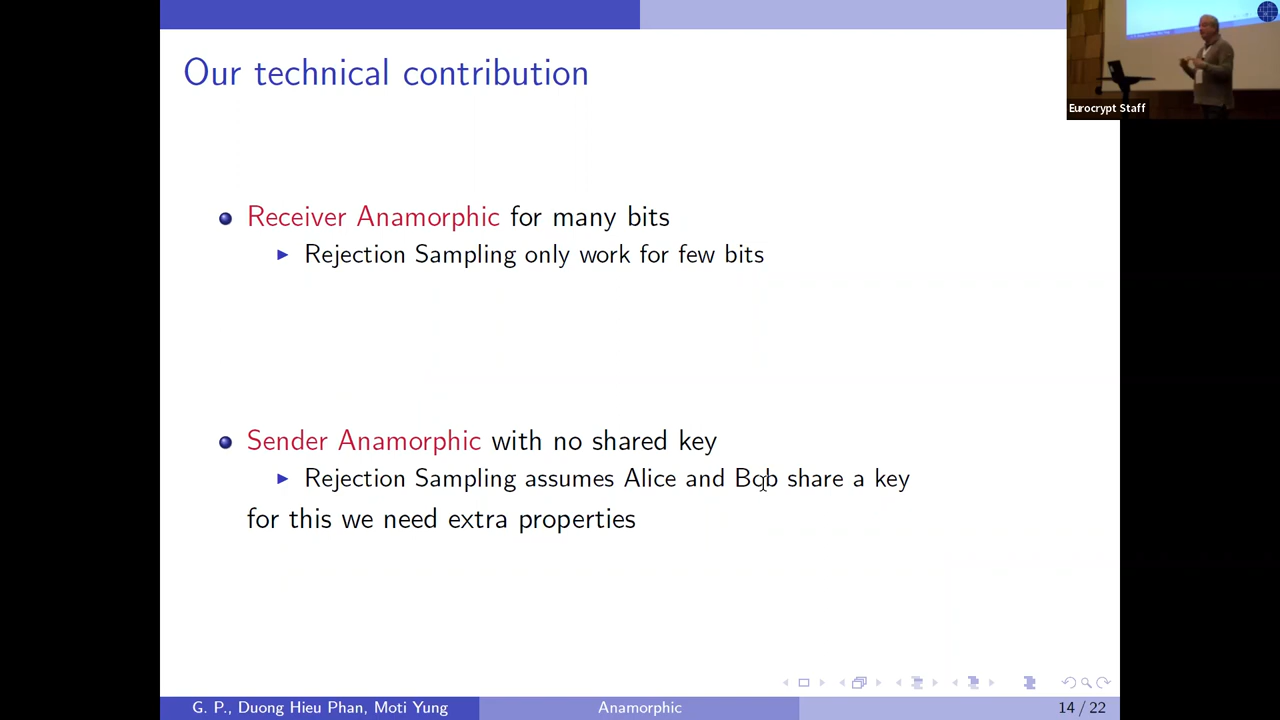 Our technical contribution
Eurocrypt Staff
Receiver Anamorphic for many bits
Rejection Sampling only work for few bits
Sender Anamorphic with no shared key
Rejection Sampling assumes Alice and Bob share a key
for this we need extra properties
G. P., Duong Hieu Phan, Moti Yung
Anamorphic
14 / 22